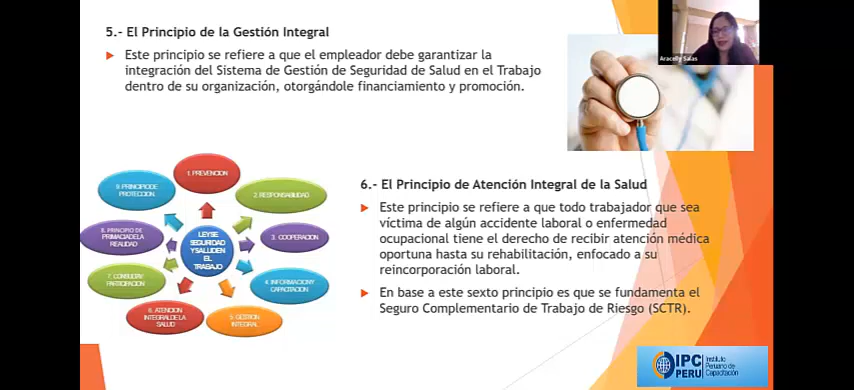 5.- El Principio de la Gestión Integral
Este principio se refiere a que el empleador debe garantizar la
integración del Sistema de Gestión de Seguridad de Salud en el Trabajo
dentro de su organización, otorgándole financiamiento y promoción.
Aracelly Salas
1. PREVENCION
2. RESPONSABILIDAD
3. COOPERACION
4. INFORMACION Y
CAPACITACION
5. GESTION
INTEGRAL
6. ATENCION
INTEGRAL DE LA
SALUD
7. CONSULTA Y
PARTICIPACION
8. PRINCIPIO DE
PRIMACIA DE LA
REALIDAD
9. PRINCIPIO DE
PROTECCION
LEY DE
SEGURIDAD
Y SALUD EN
EL
TRABAJO
6.- El Principio de Atención Integral de la Salud
Este principio se refiere a que todo trabajador que sea
víctima de algún accidente laboral o enfermedad
ocupacional tiene el derecho de recibir atención médica
oportuna hasta su rehabilitación, enfocado a su
reincorporación laboral.
En base a este sexto principio es que se fundamenta el
Seguro Complementario de Trabajo de Riesgo (SCTR).
IPC
PERU
Instituto
Peruano de
Capacitación